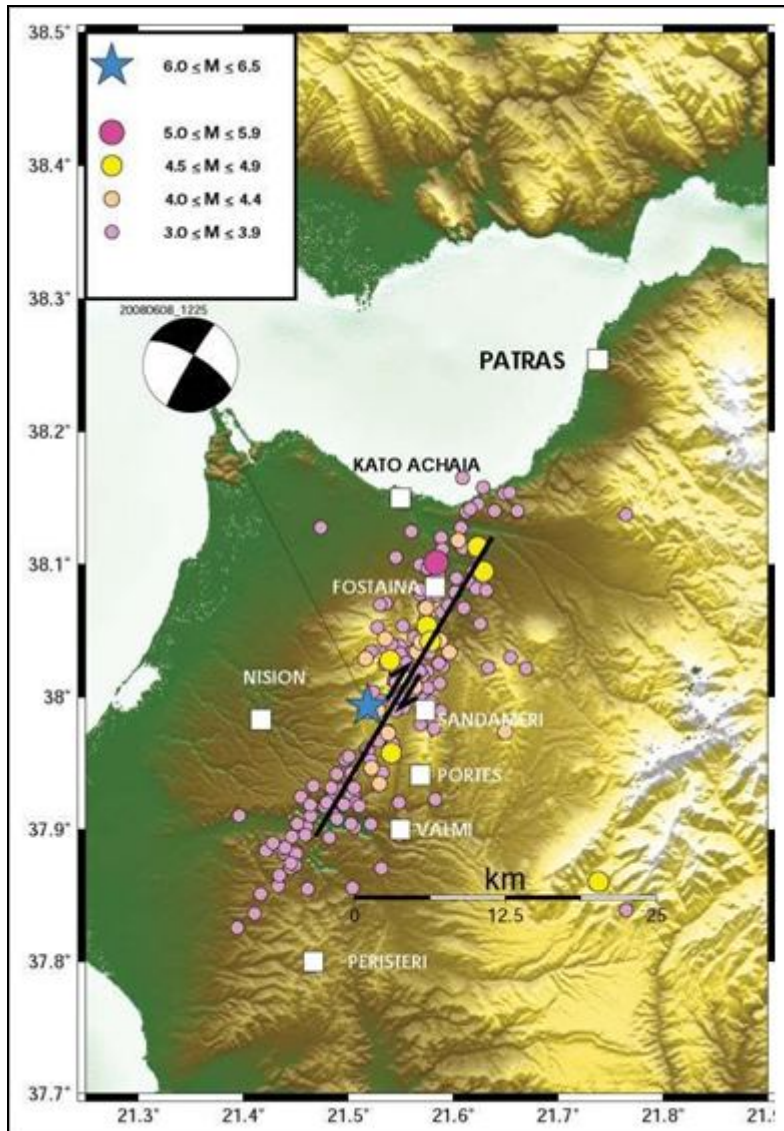 38.5°
6.0 ≤ M ≤ 6.5
5.0 ≤ M ≤ 5.9
4.5 ≤ M ≤ 4.9
4.0 ≤ M ≤ 4.4
3.0 ≤ M ≤ 3.9
38.4°
38.3°
20080608_1225
PATRAS
38.2°
KATO ACHAIA
38.1°
FOSTAINA
NISION
38°
SANDAMERI
PORTES
37.9°
VALMI
km
0 12.5 25
37.8°
PERISTERI
37.7°
21.3° 21.4° 21.5° 21.6° 21.7° 21.8° 21.9